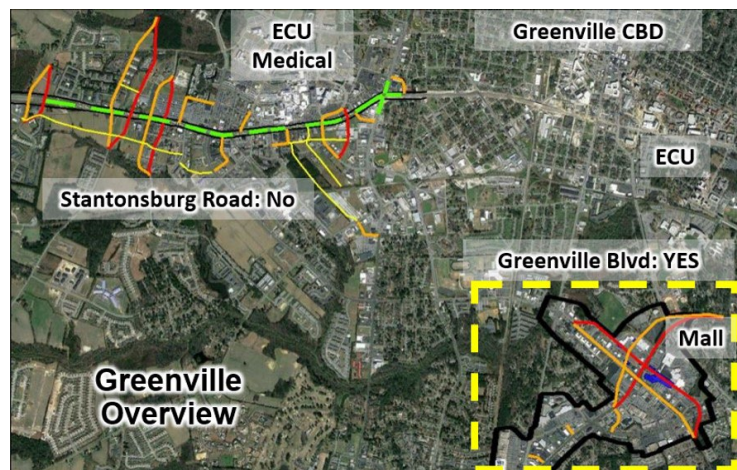 ECU
Medical
Greenville CBD
ECU
Stantonsburg Road: No
Greenville Blvd: YES
Mall
Greenville
Overview